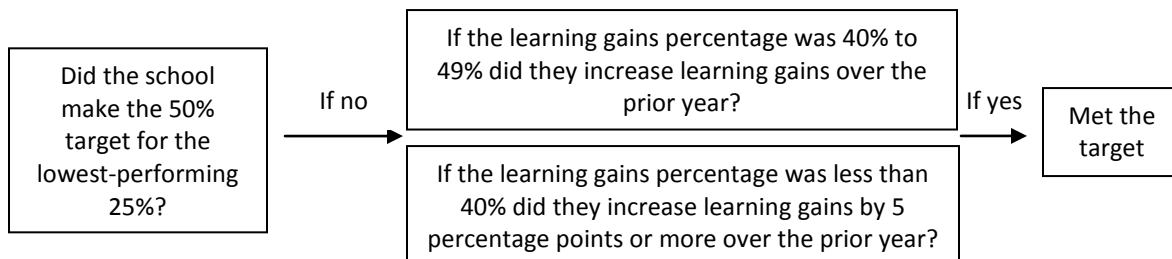 Did the school
make the 50%
target for the
lowest-performing
25%?
If no
If the learning gains percentage was 40% to
49% did they increase learning gains over the
prior year?
If the learning gains percentage was less than
40% did they increase learning gains by 5
percentage points or more over the prior year?
If yes
Met the
target